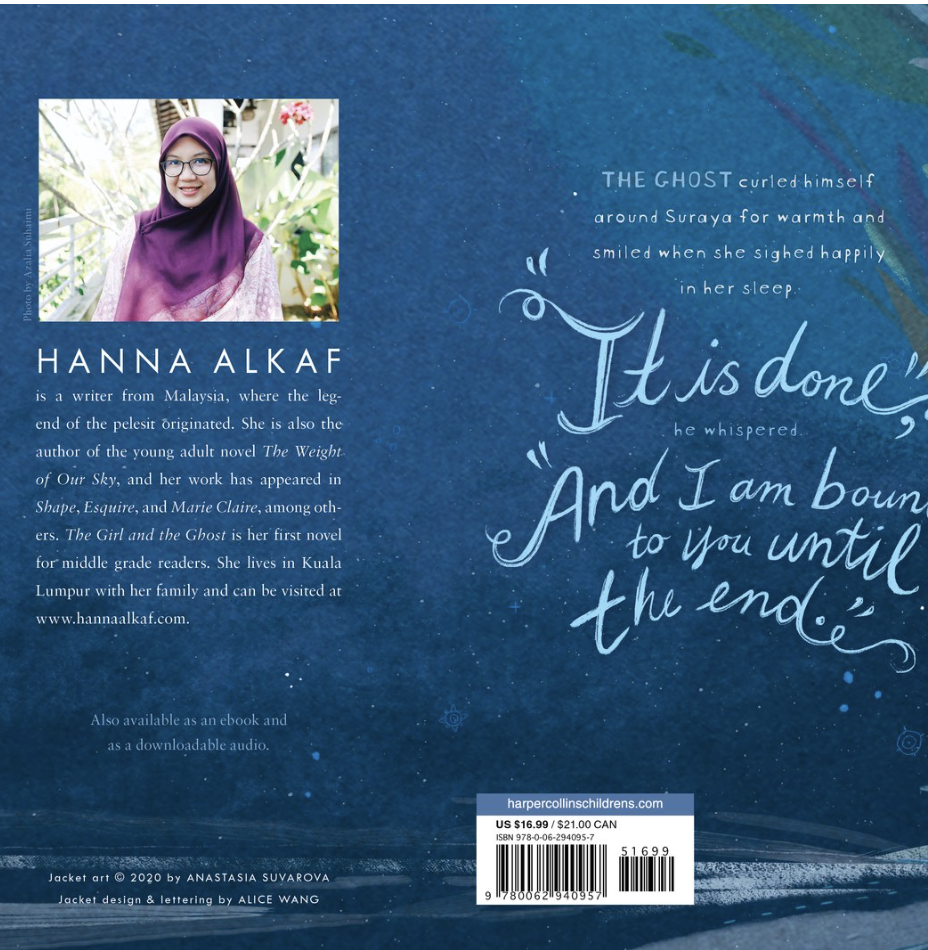 Photo by Azalia Suhaimi
HANNA ALKAF
is a writer from Malaysia, where the leg-
end of the pelesit originated. She is also the
author of the young adult novel The Weight
of Our Sky, and her work has appeared in
Shape, Esquire, and Marie Claire, among oth-
ers. The Girl and the Ghost is her first novel
for middle grade readers. She lives in Kuala
Lumpur with her family and can be visited at
www.hannaalkaf.com.
Also available as an ebook and
as a downloadable audio.
Jacket art © 2020 by ANASTASIA SUVAROVA
Jacket design & lettering by ALICE WANG
THE GHOST curled himself
around Suraya for warmth and
smiled when she sighed happily
in her sleep.
"It is done,"
he whispered.
"And I am boun
to you until
the end."
harpercollinschildrens.com
US $16.99 / $21.00 CAN
ISBN 978-0-06-294095-7
51699
9 780062 940957